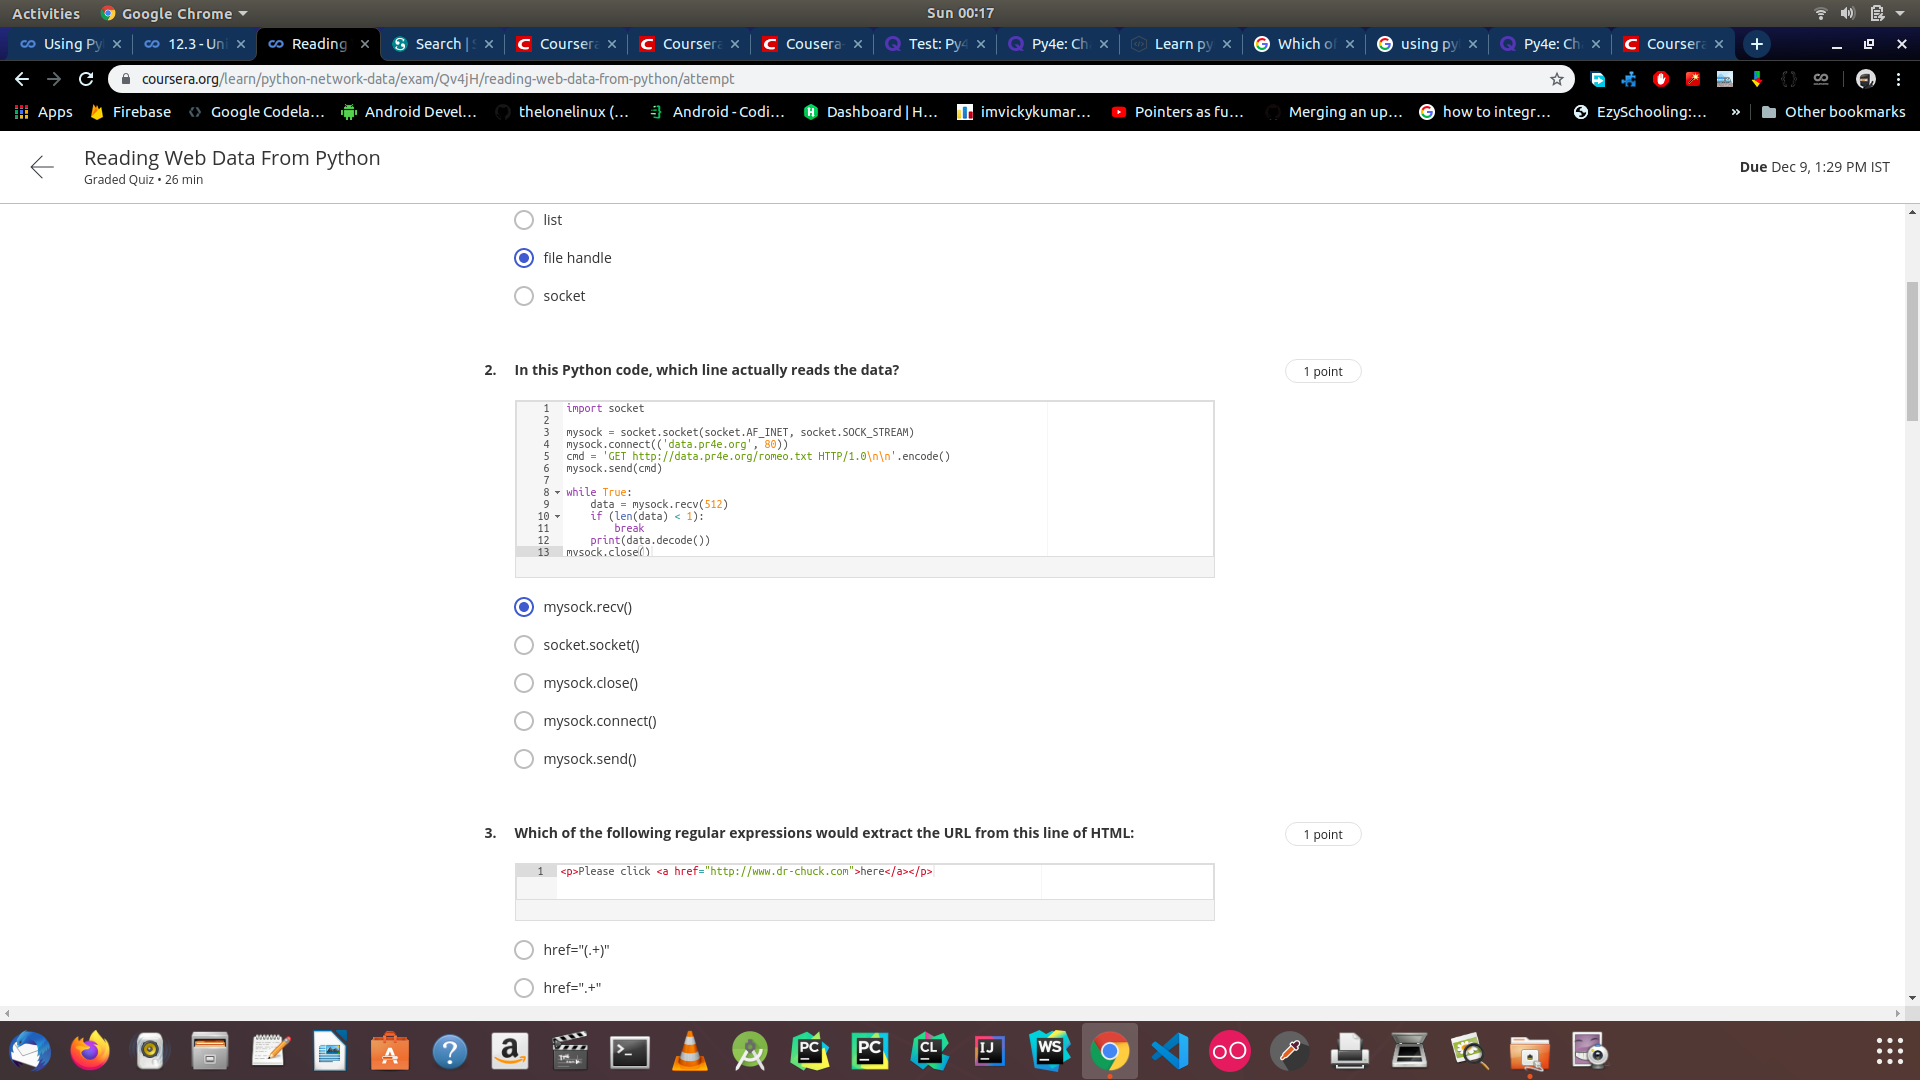 Activities Google Chrome Sun 00:17
Using Py 12.3 - Uni Reading Search | Coursera Coursera Cousera Test: Py4 Py4e: Ch Learn py Which of using py Py4e: Ch Coursera
coursera.org/learn/python-network-data/exam/Qv4jH/reading-web-data-from-python/attempt
Apps Firebase Google Codela... Android Devel... thelonelinux (... Android - Codi... Dashboard | H... imvickykumar... Pointers as fu... Merging an up... how to integr... EzySchooling:... » Other bookmarks
Reading Web Data From Python
Graded Quiz • 26 min
Due Dec 9, 1:29 PM IST
list
file handle
socket
2. In this Python code, which line actually reads the data?
1 point
1 import socket
2
3 mysock = socket.socket(socket.AF_INET, socket.SOCK_STREAM)
4 mysock.connect(('data.pr4e.org', 80))
5 cmd = 'GET http://data.pr4e.org/romeo.txt HTTP/1.0\n\n'.encode()
6 mysock.send(cmd)
7
8 while True:
9 data = mysock.recv(512)
10 if (len(data) < 1):
11 break
12 print(data.decode())
13 mysock.close()
mysock.recv()
socket.socket()
mysock.close()
mysock.connect()
mysock.send()
3. Which of the following regular expressions would extract the URL from this line of HTML:
1 point
1 <p>Please click <a href="http://www.dr-chuck.com">here</a></p>
href="(.+)"
href=".+"